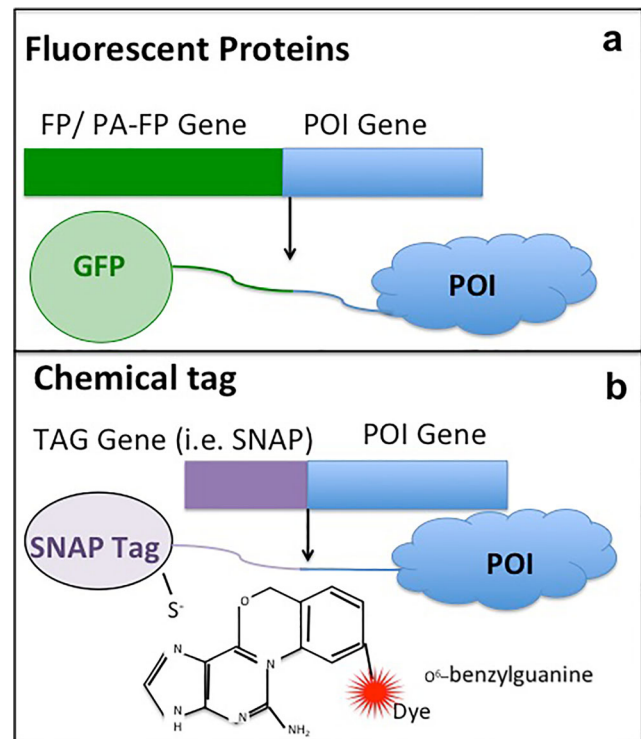 a
Fluorescent Proteins
FP/ PA-FP Gene POI Gene
GFP
POI
b
Chemical tag
TAG Gene (i.e. SNAP) POI Gene
SNAP Tag
POI
S-
O
N
N
N
H
N
NH2
O6–benzylguanine
Dye